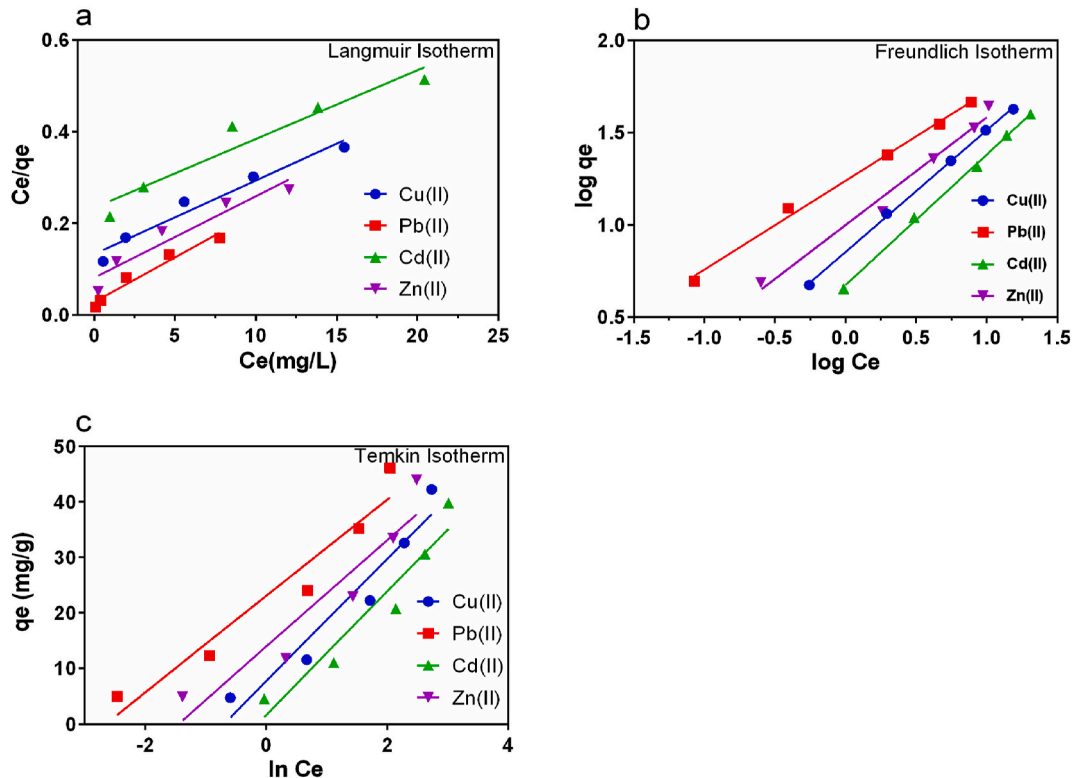 a
Langmuir Isotherm
0.6
0.4
0.2
0.0
Ce/qe
Cu(II)
Pb(II)
Cd(II)
Zn(II)
0 5 10 15 20 25
Ce(mg/L)
b
Freundlich Isotherm
2.0
1.5
1.0
0.5
log qe
Cu(II)
Pb(II)
Cd(II)
Zn(II)
-1.5 -1.0 -0.5 0.0 0.5 1.0 1.5
log Ce
c
Temkin Isotherm
50
40
30
20
10
0
qe (mg/g)
Cu(II)
Pb(II)
Cd(II)
Zn(II)
-2 0 2 4
ln Ce